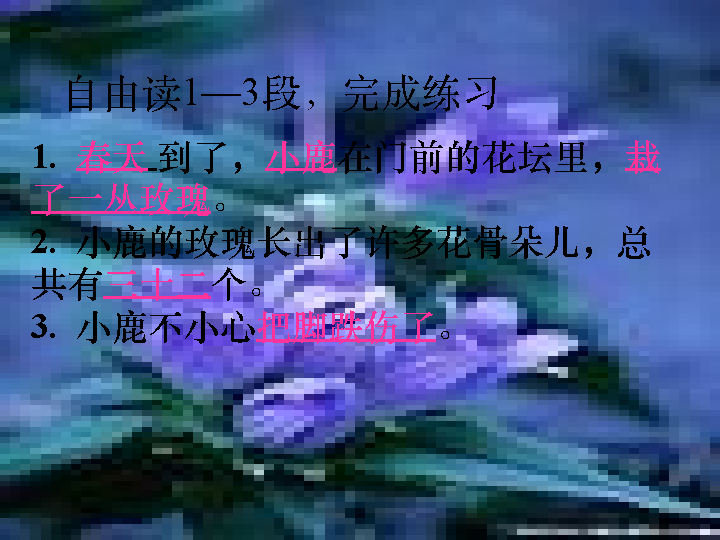 自由读1—3段，完成练习
1. 春天 到了，小鹿在门前的花坛里，栽
了一丛玫瑰。
2. 小鹿的玫瑰长出了许多花骨朵儿，总
共有三十二个。
3. 小鹿不小心把脚跌伤了。